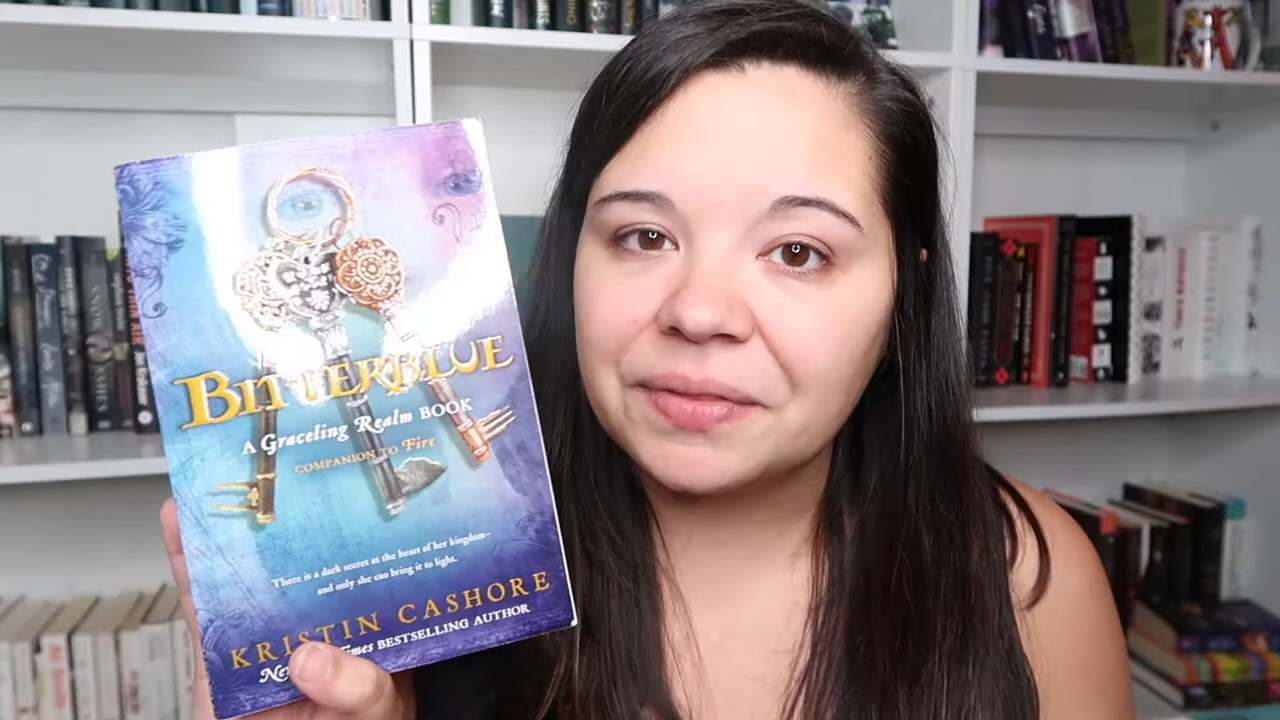 BITTERBLUE
A Graceling Realm BOOK
COMPANION TO Fire
There is a dark secret at the heart of her kingdom–
and only she can bring it to light.
KRISTIN CASHORE
BESTSELLING AUTHOR